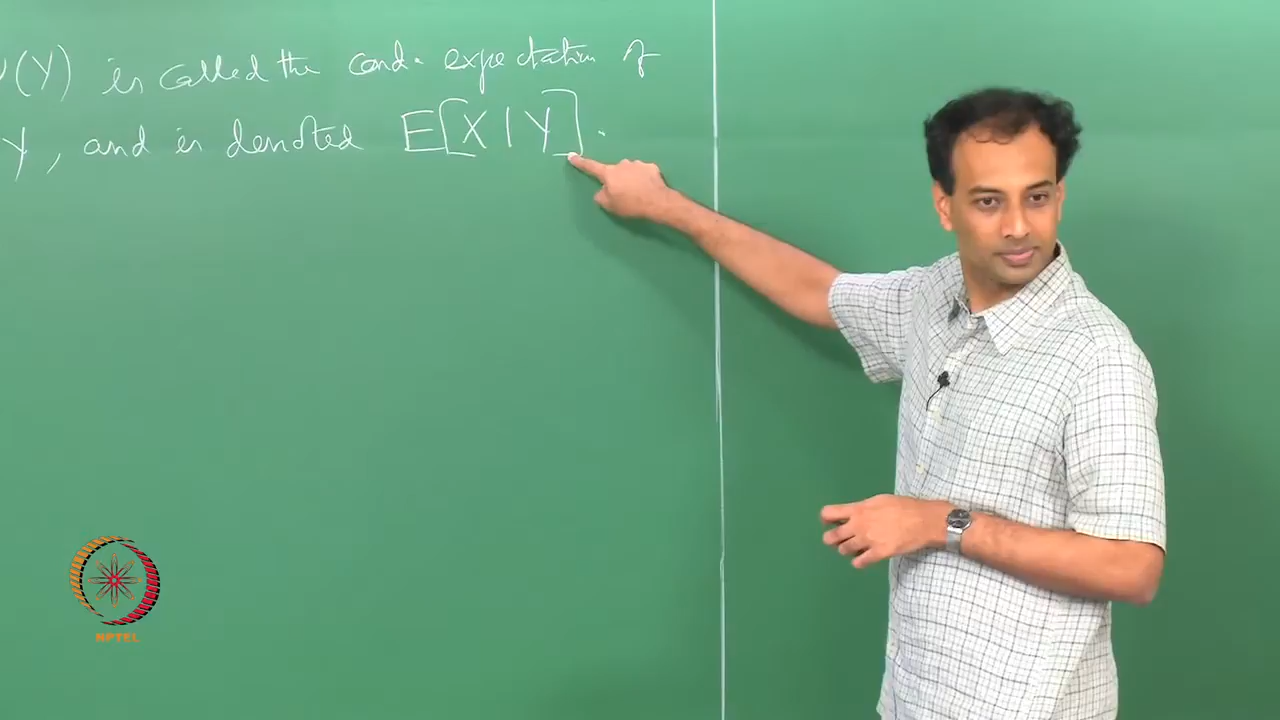 (Y) is called the cond. expectation of
Y, and is denoted E[X|Y].
NPTEL